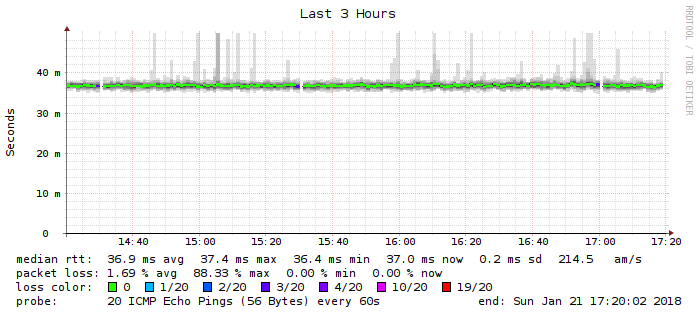 Last 3 Hours
RRDTOOL / TOBI OETIKER
Seconds
40 m
30 m
20 m
10 m
0
14:40 15:00 15:20 15:40 16:00 16:20 16:40 17:00 17:20
median rtt: 36.9 ms avg 37.4 ms max 36.4 ms min 37.0 ms now 0.2 ms sd 214.5 am/s
packet loss: 1.69 % avg 88.33 % max 0.00 % min 0.00 % now
loss color: 0 1/20 2/20 3/20 4/20 10/20 19/20
probe: 20 ICMP Echo Pings (56 Bytes) every 60s end: Sun Jan 21 17:20:02 2018